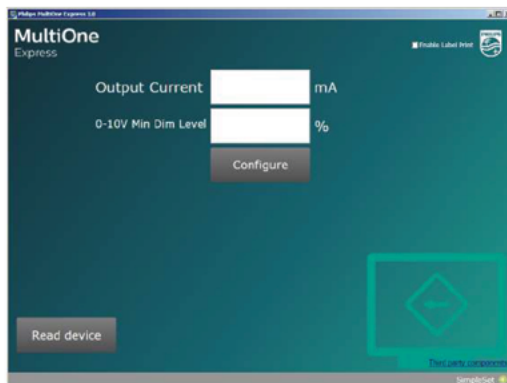 Philips MultiOne Express 3.0
MultiOne
Express
Enable Label Print
PHILIPS
Output Current mA
0-10V Min Dim Level %
Configure
Read device
Third party components
SimpleSet